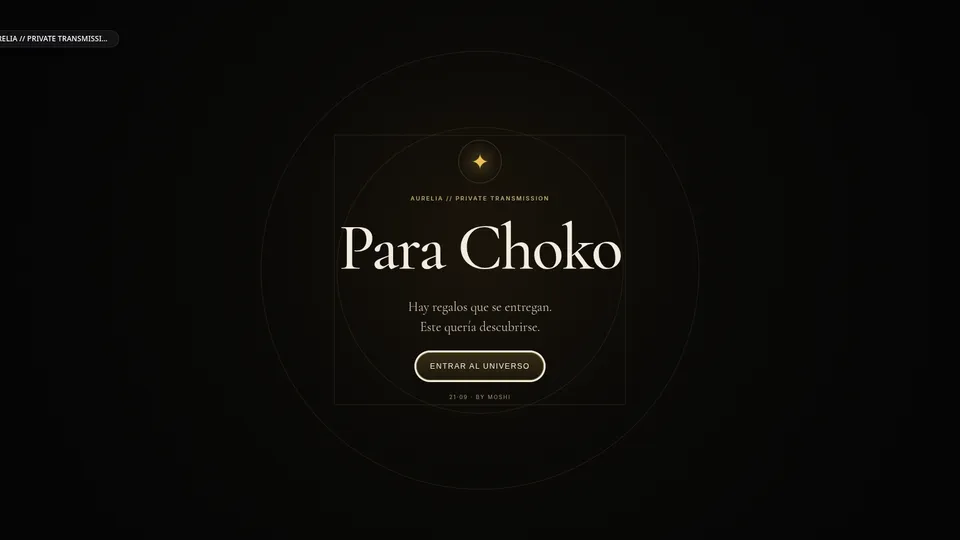 RELIA // PRIVATE TRANSMISSI...
AURELIA // PRIVATE TRANSMISSION
Para Choko
Hay regalos que se entregan.
Este quería descubrirse.
ENTRAR AL UNIVERSO
21·09 · BY MOSHI